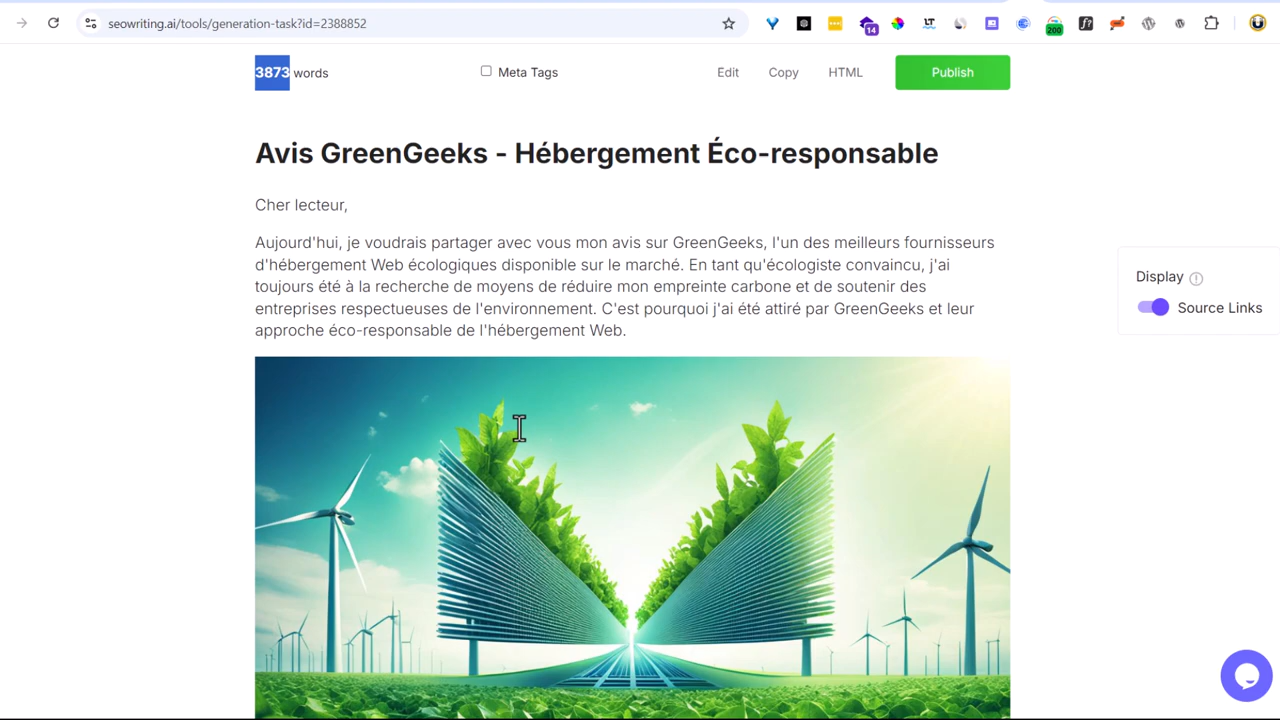 seowriting.ai/tools/generation-task?id=2388852
14
200
3873 words
Meta Tags
Edit
Copy
HTML
Publish
Avis GreenGeeks - Hébergement Éco-responsable
Cher lecteur,
Aujourd'hui, je voudrais partager avec vous mon avis sur GreenGeeks, l'un des meilleurs fournisseurs
d'hébergement Web écologiques disponible sur le marché. En tant qu'écologiste convaincu, j'ai
toujours été à la recherche de moyens de réduire mon empreinte carbone et de soutenir des
entreprises respectueuses de l'environnement. C'est pourquoi j'ai été attiré par GreenGeeks et leur
approche éco-responsable de l'hébergement Web.
Display
Source Links